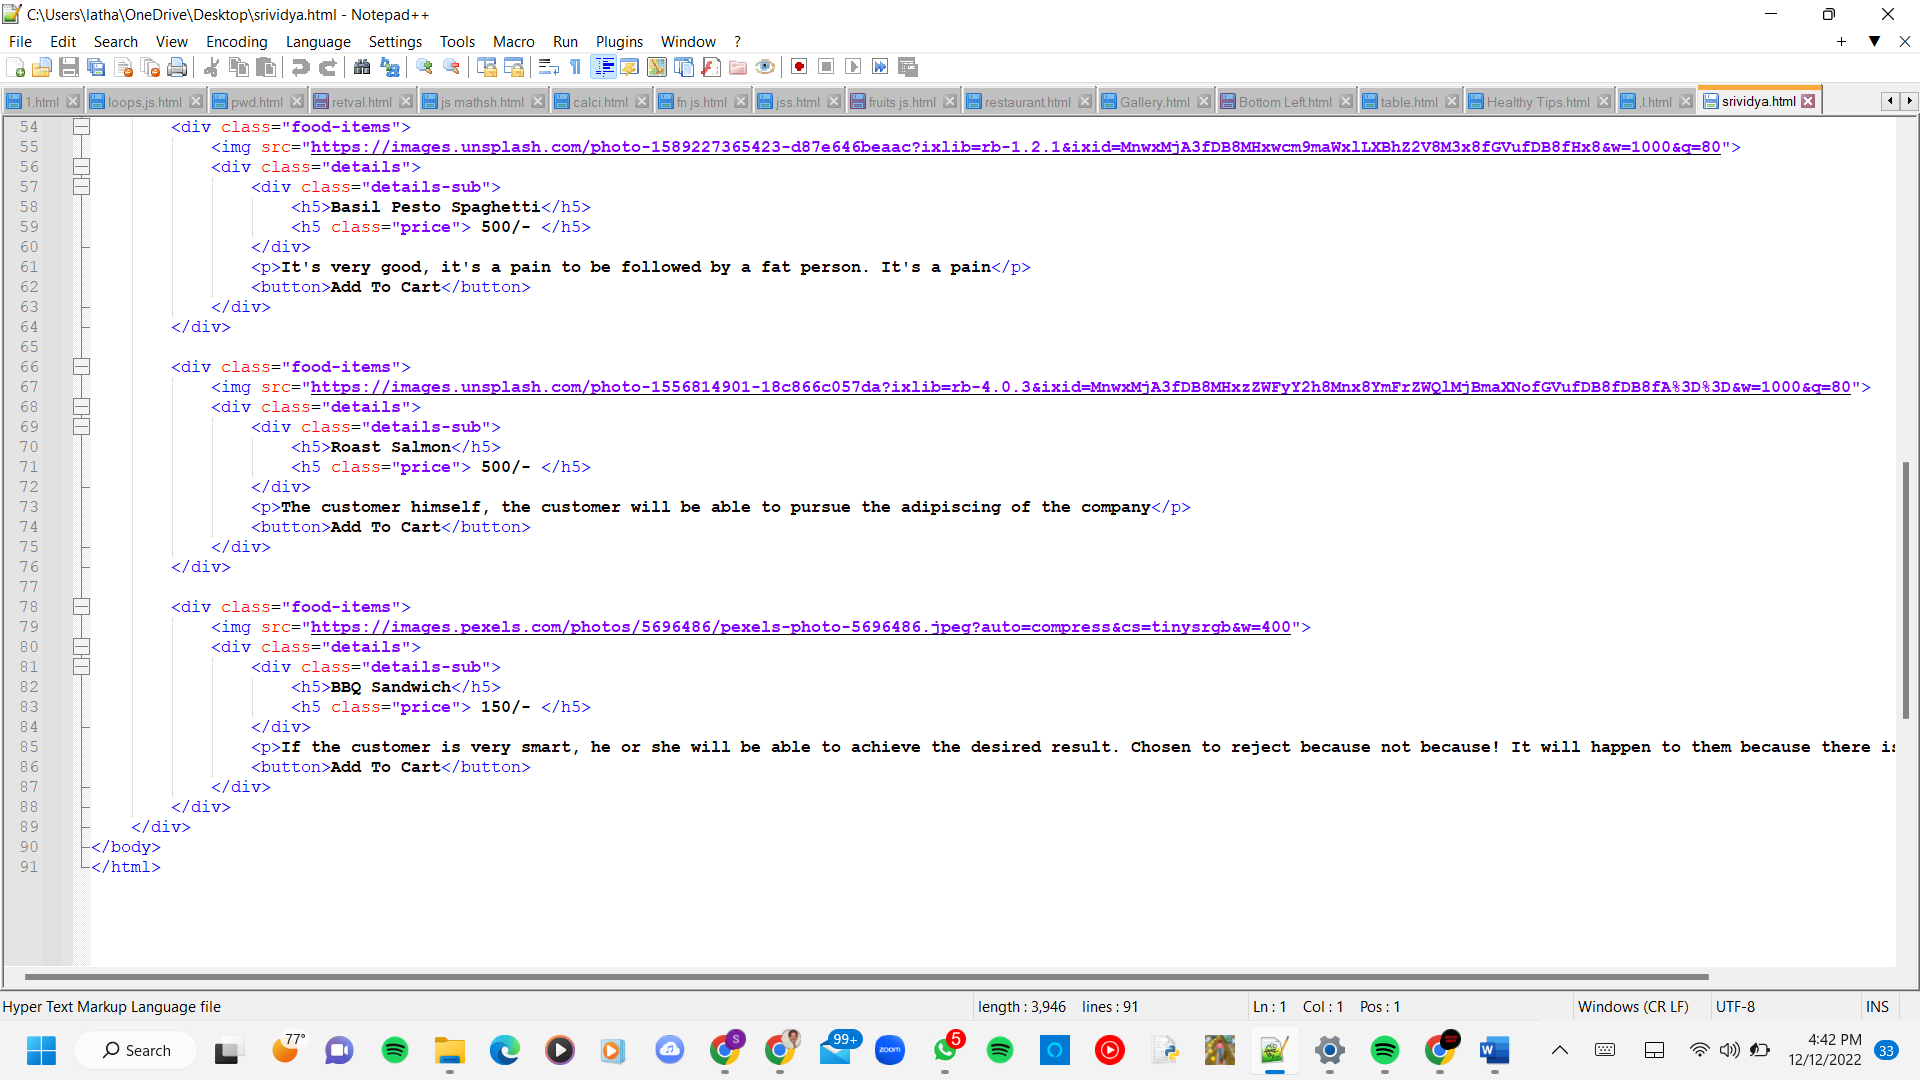 C:\Users\latha\OneDrive\Desktop\srividya.html - Notepad++
File Edit Search View Encoding Language Settings Tools Macro Run Plugins Window ?
1.html loops.js.html pwd.html retval.html js mathsh.html calci.html fn js.html jss.html fruits js.html restaurant.html Gallery.html Bottom Left.html table.html Healthy Tips.html .l.html srividya.html
54 <div class="food-items">
55 <img src="https://images.unsplash.com/photo-1589227365423-d87e646beaac?ixlib=rb-1.2.1&ixid=MnwxMjA3fDB8MHxwcm9maWxlLXBhZ2V8M3x8fGVufDB8fHx8&w=1000&q=80">
56 <div class="details">
57 <div class="details-sub">
58 <h5>Basil Pesto Spaghetti</h5>
59 <h5 class="price"> 500/- </h5>
60 </div>
61 <p>It's very good, it's a pain to be followed by a fat person. It's a pain</p>
62 <button>Add To Cart</button>
63 </div>
64 </div>
65
66 <div class="food-items">
67 <img src="https://images.unsplash.com/photo-1556814901-18c866c057da?ixlib=rb-4.0.3&ixid=MnwxMjA3fDB8MHxzZWFyY2h8Mnx8YmFrZWQlMjBmaXNofGVufDB8fDB8fA%3D%3D&w=1000&q=80">
68 <div class="details">
69 <div class="details-sub">
70 <h5>Roast Salmon</h5>
71 <h5 class="price"> 500/- </h5>
72 </div>
73 <p>The customer himself, the customer will be able to pursue the adipiscing of the company</p>
74 <button>Add To Cart</button>
75 </div>
76 </div>
77
78 <div class="food-items">
79 <img src="https://images.pexels.com/photos/5696486/pexels-photo-5696486.jpeg?auto=compress&cs=tinysrgb&w=400">
80 <div class="details">
81 <div class="details-sub">
82 <h5>BBQ Sandwich</h5>
83 <h5 class="price"> 150/- </h5>
84 </div>
85 <p>If the customer is very smart, he or she will be able to achieve the desired result. Chosen to reject because not because! It will happen to them because there is
86 <button>Add To Cart</button>
87 </div>
88 </div>
89 </div>
90 </body>
91 </html>
Hyper Text Markup Language file length : 3,946 lines : 91 Ln : 1 Col : 1 Pos : 1 Windows (CR LF) UTF-8 INS
Search 77° S 99+ zoom 5 W 4:42 PM
12/12/2022 33